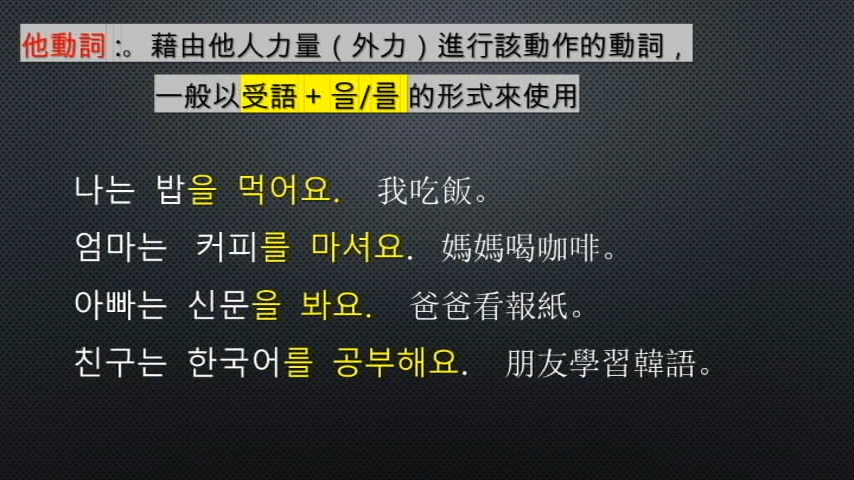 他動詞 :。藉由他人力量（外力）進行該動作的動詞，
一般以受語 + 을/를 的形式來使用
나는 밥을 먹어요. 我吃飯。
엄마는 커피를 마셔요. 媽媽喝咖啡。
아빠는 신문을 봐요. 爸爸看報紙。
친구는 한국어를 공부해요. 朋友學習韓語。